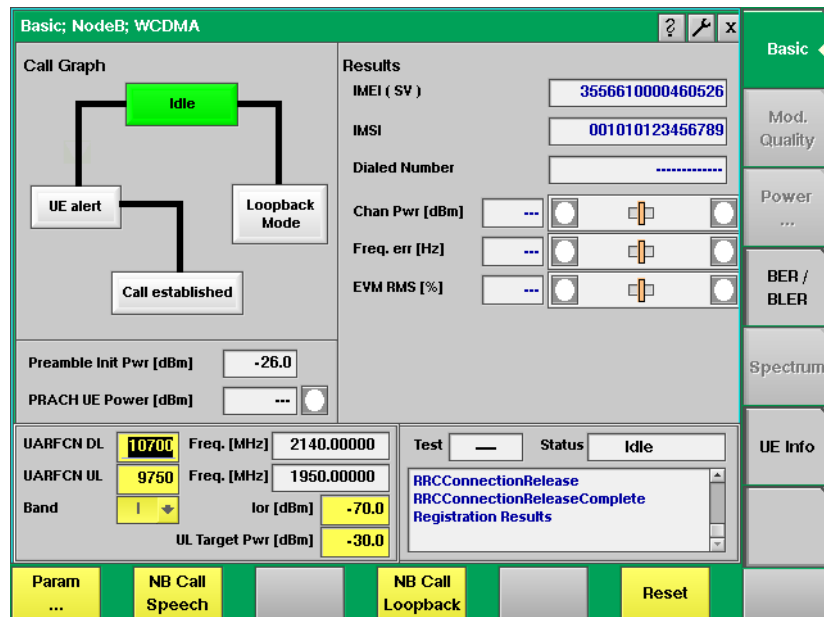 Basic; NodeB; WCDMA
? x
Call Graph
Idle
UE alert
Loopback
Mode
Call established
Results
IMEI ( SV )
3556610000460526
IMSI
001010123456789
Dialed Number
-------------
Chan Pwr [dBm]
---
Freq. err [Hz]
---
EVM RMS [%]
---
Preamble Init Pwr [dBm]
-26.0
PRACH UE Power [dBm]
---
UARFCN DL
10700
Freq. [MHz]
2140.00000
UARFCN UL
9750
Freq. [MHz]
1950.00000
Band
I
Ior [dBm]
-70.0
UL Target Pwr [dBm]
-30.0
Test
—
Status
Idle
RRCConnectionRelease
RRCConnectionReleaseComplete
Registration Results
Basic
Mod.
Quality
Power
...
BER /
BLER
Spectrum
UE Info
Param
...
NB Call
Speech
NB Call
Loopback
Reset